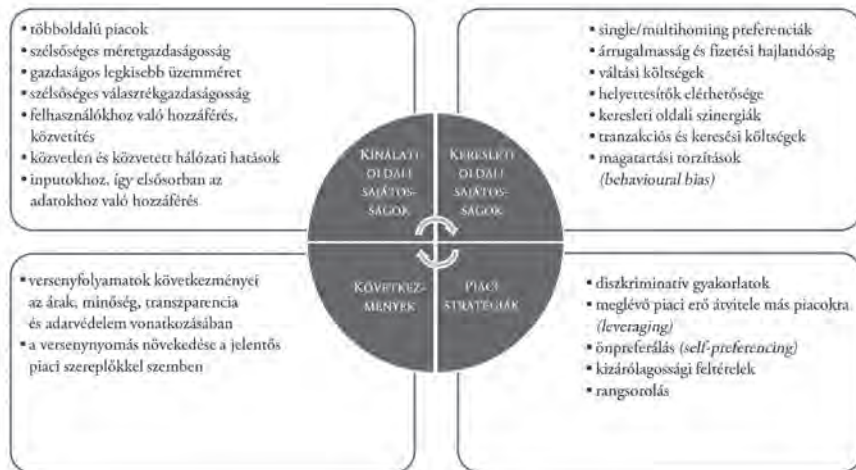 ▪ többoldalú piacok
▪ szélsőséges méretgazdaságosság
▪ gazdaságos legkisebb üzemméret
▪ szélsőséges választékgazdaságosság
▪ felhasználókhoz való hozzáférés,
közvetítés
▪ közvetlen és közvetett hálózati hatások
▪ inputokhoz, így elsősorban az
adatokhoz való hozzáférés
▪ single/multihoming preferenciák
▪ árrugalmasság és fizetési hajlandóság
▪ váltási költségek
▪ helyettesítők elérhetősége
▪ keresleti oldali szinergiák
▪ tranzakciós és keresési költségek
▪ magatartási torzítások
(behavioural bias)
KÍNÁLATI
OLDALI
SAJÁTOS-
SÁGOK
KERESLETI
OLDALI
SAJÁTOS-
SÁGOK
KÖVETKEZ-
MÉNYEK
PIACI
STRATÉGIÁK
▪ versenyfolyamatok következményei
az árak, minőség, transzparencia
és adatvédelem vonatkozásában
▪ a versenynyomás növekedése a jelentős
piaci szereplőkkel szemben
▪ diszkriminatív gyakorlatok
▪ meglévő piaci erő átvitele más piacokra
(leveraging)
▪ önpreferálás (self-preferencing)
▪ kizárólagossági feltételek
▪ rangsorolás